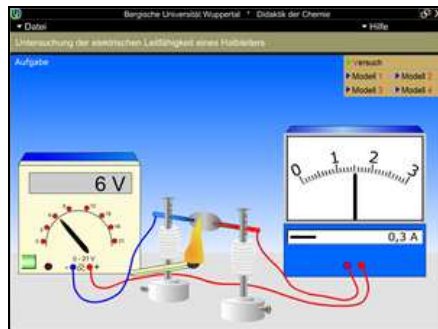 Bergische Universität Wuppertal * Didaktik der Chemie
Datei
Hilfe
Untersuchung der elektrischen Leitfähigkeit eines Halbleiters
Aufgabe
Versuch
Modell 1
Modell 2
Modell 3
Modell 4
6 V
0 1 2 3
0,3 A